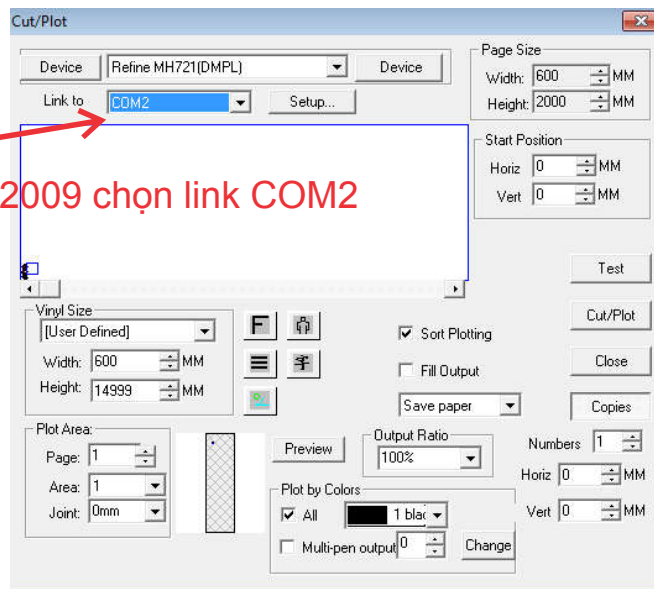 Cut/Plot
Device Refine MH721(DMPL) Device
Link to COM2 Setup...
2009 chọn link COM2
Page Size
Width: 600 MM
Height: 2000 MM
Start Position
Horiz 0 MM
Vert 0 MM
Test
Cut/Plot
Close
Copies
Numbers 1
Horiz 0 MM
Vert 0 MM
Vinyl Size
[User Defined]
Width: 600 MM
Height: 14999 MM
F
Sort Plotting
Fill Output
Save paper
Plot Area:
Page: 1
Area: 1
Joint: 0mm
Preview
Output Ratio
100%
Plot by Colors
All 1 blac
Multi-pen output 0 Change